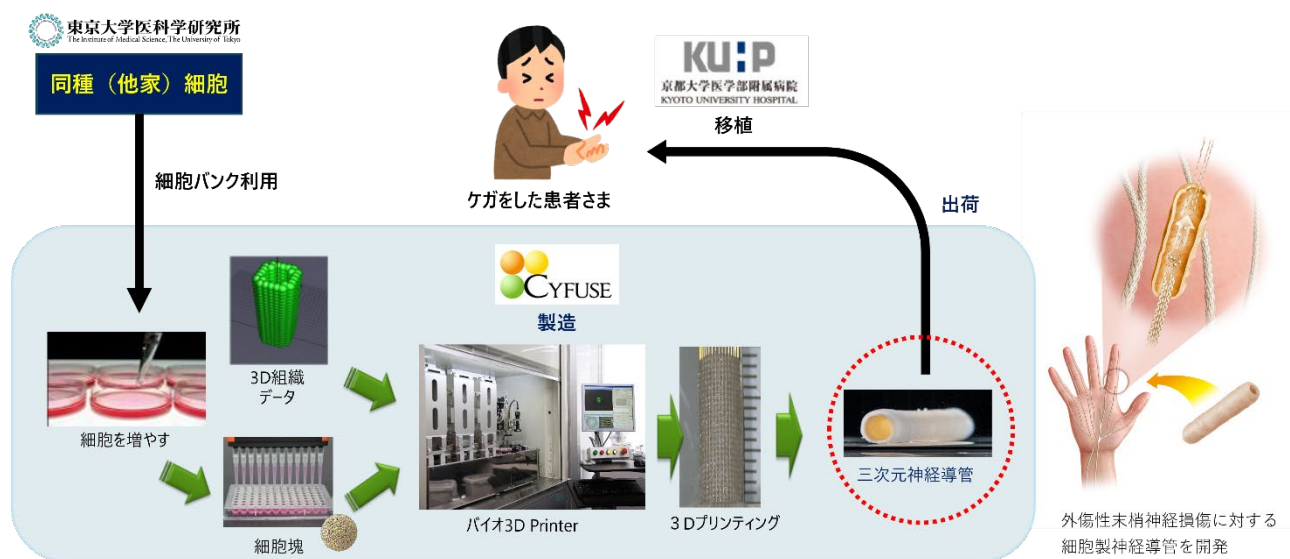 東京大学医科学研究所
The Institute of Medical Science, The University of Tokyo
同種（他家）細胞
細胞バンク利用
ケガをした患者さま
KUHP
京都大学医学部附属病院
KYOTO UNIVERSITY HOSPITAL
移植
出荷
CYFUSE
製造
3D組織
データ
細胞を増やす
細胞塊
バイオ3D Printer
３Dプリンティング
三次元神経導管
外傷性末梢神経損傷に対する
細胞製神経導管を開発